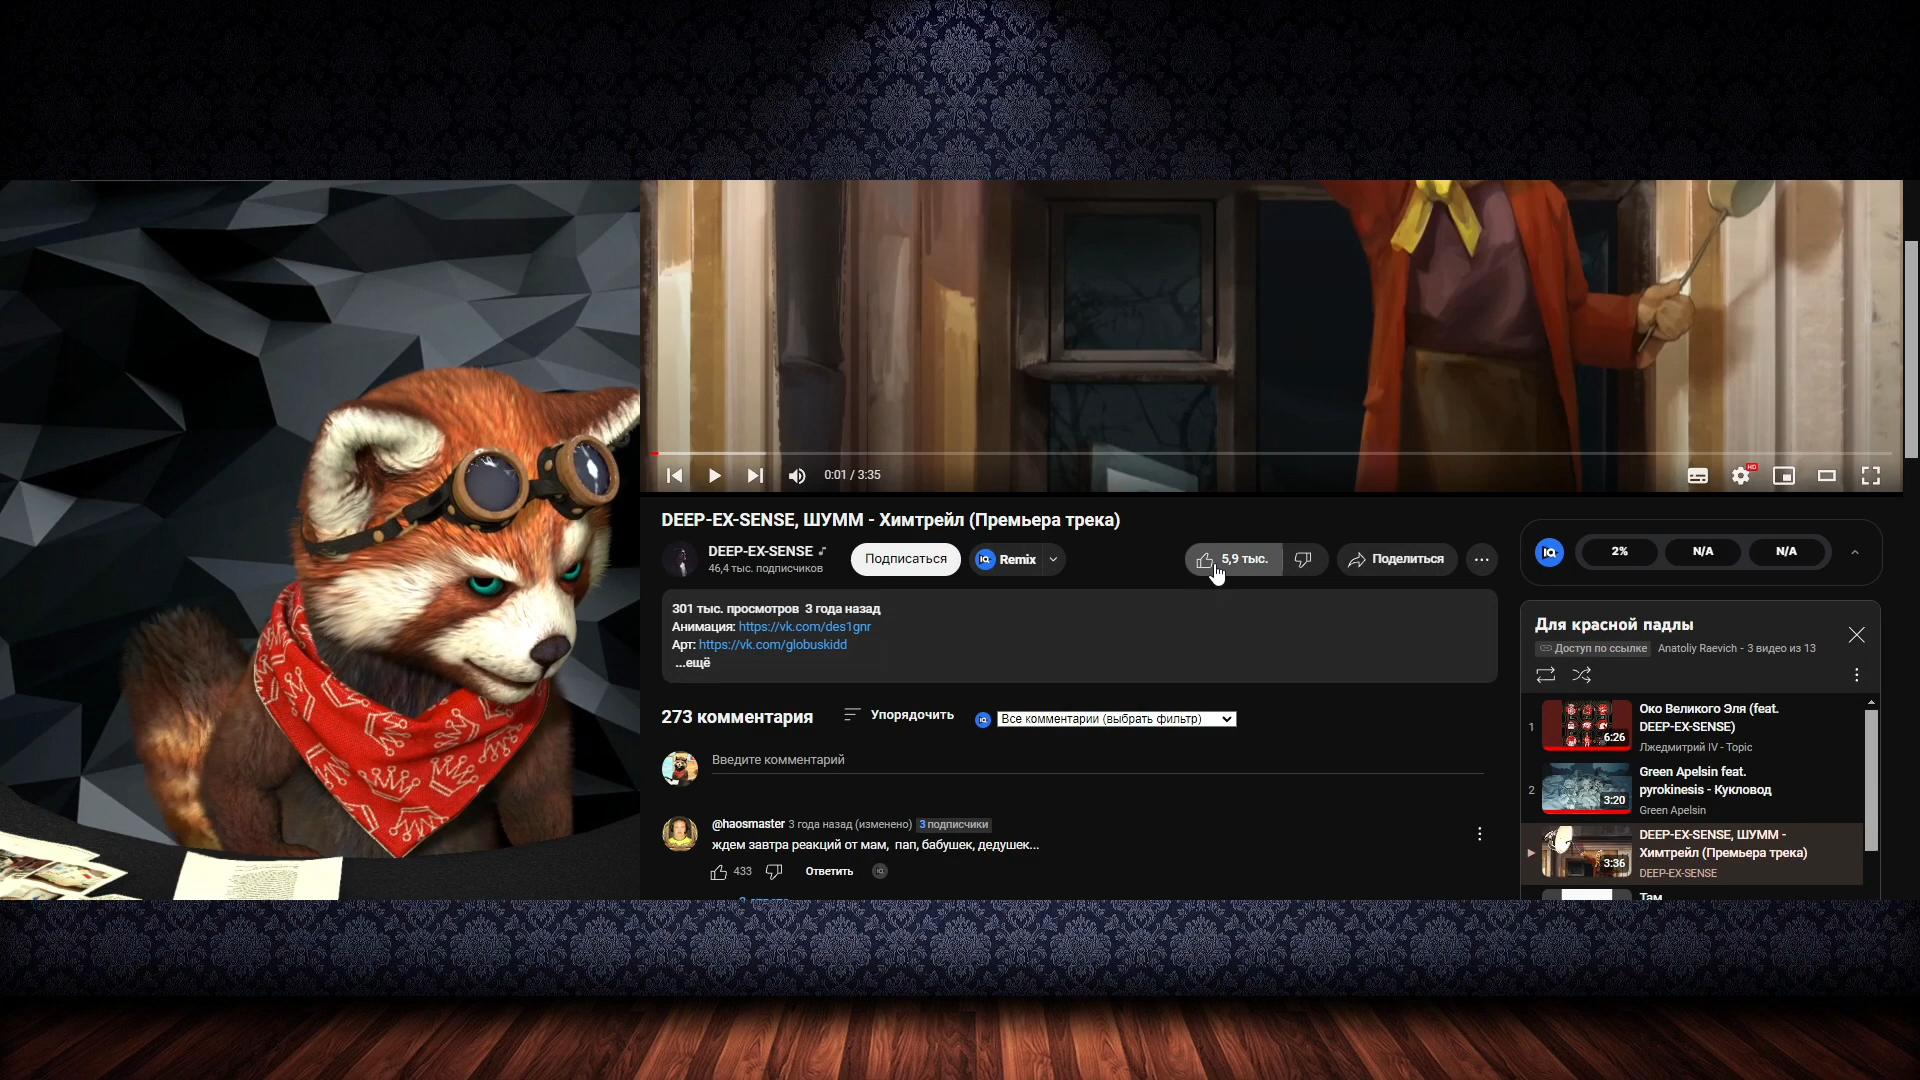 0:01 / 3:35
HD
DEEP-EX-SENSE, ШУММ - Химтрейл (Премьера трека)
DEEP-EX-SENSE
46,4 тыс. подписчиков
Подписаться
IQ Remix
5,9 тыс.
Поделиться
301 тыс. просмотров 3 года назад
Анимация: https://vk.com/des1gnr
Арт: https://vk.com/globuskidd
...ещё
273 комментария
Упорядочить
Все комментарии (выбрать фильтр)
Введите комментарий
@haosmaster 3 года назад (изменено) 3 подписчики
ждем завтра реакций от мам, пап, бабушек, дедушек...
433
Ответить
IQ 2% N/A N/A
Для красной падлы
Доступ по ссылке Anatoliy Raevich - 3 видео из 13
1
6:26
Око Великого Эля (feat.
DEEP-EX-SENSE)
Лжедмитрий IV - Topic
2
3:20
Green Apelsin feat.
pyrokinesis - Кукловод
Green Apelsin
3:36
DEEP-EX-SENSE, ШУММ -
Химтрейл (Премьера трека)
DEEP-EX-SENSE
Там